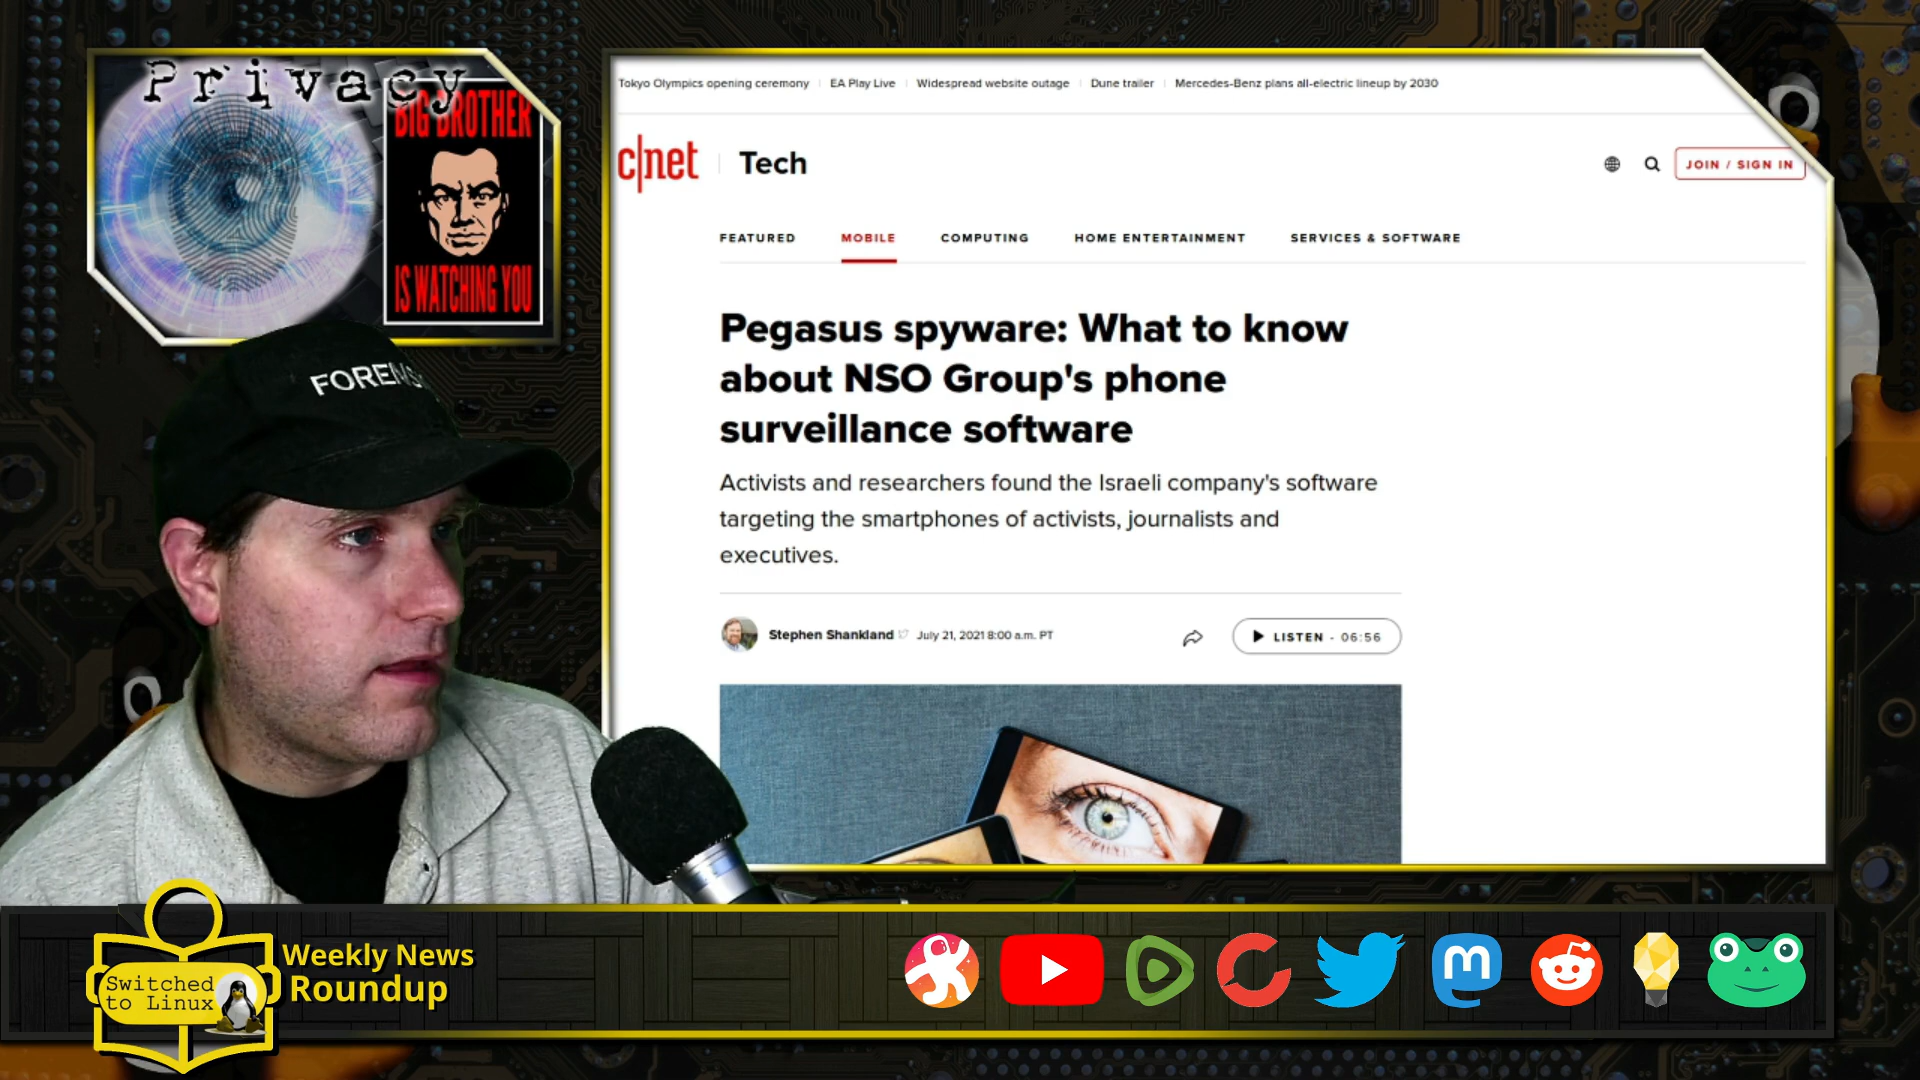 Privacy
BIG BROTHER
IS WATCHING YOU
Tokyo Olympics opening ceremony
EA Play Live
Widespread website outage
Dune trailer
Mercedes-Benz plans all-electric lineup by 2030
c|net
Tech
JOIN / SIGN IN
FEATURED
MOBILE
COMPUTING
HOME ENTERTAINMENT
SERVICES & SOFTWARE
Pegasus spyware: What to know
about NSO Group's phone
surveillance software
Activists and researchers found the Israeli company's software
targeting the smartphones of activists, journalists and
executives.
Stephen Shankland
July 21, 2021 8:00 a.m. PT
LISTEN - 06:56
FORENS
Switched
to Linux
Weekly News
Roundup